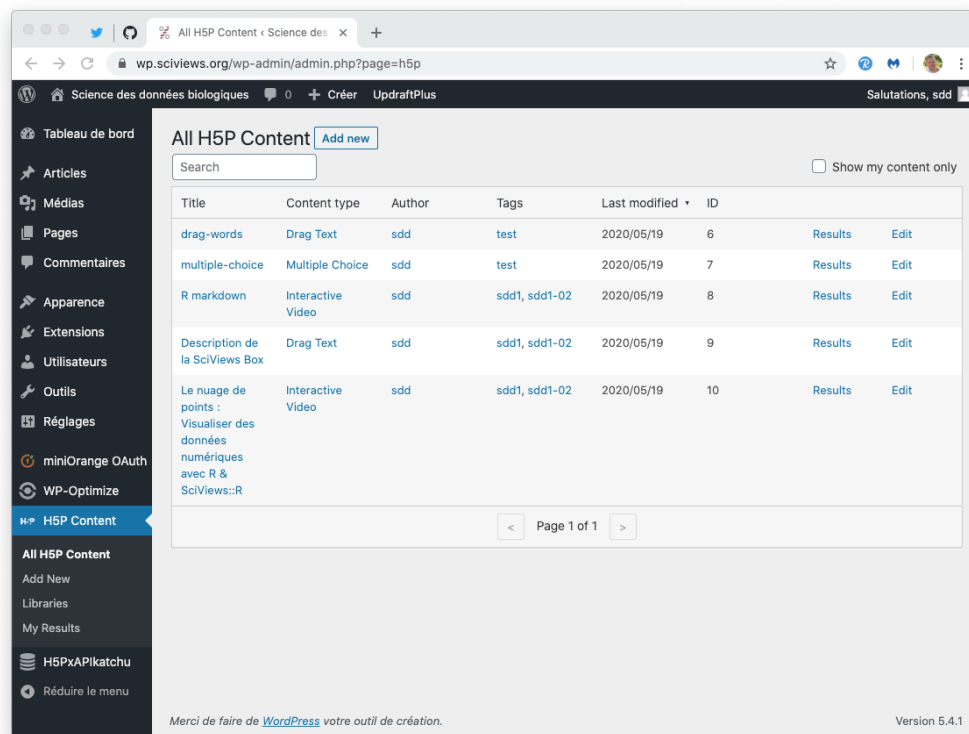 All H5P Content ‹ Science des
wp.sciviews.org/wp-admin/admin.php?page=h5p
Science des données biologiques 0 Créer UpdraftPlus Salutations, sdd
Tableau de bord
Articles
Médias
Pages
Commentaires
Apparence
Extensions
Utilisateurs
Outils
Réglages
miniOrange OAuth
WP-Optimize
H5P H5P Content
All H5P Content
Add New
Libraries
My Results
H5PxAPIkatchu
Réduire le menu
All H5P Content Add new
Search
Show my content only
Title Content type Author Tags Last modified ID
drag-words Drag Text sdd test 2020/05/19 6 Results Edit
multiple-choice Multiple Choice sdd test 2020/05/19 7 Results Edit
R markdown Interactive sdd sdd1, sdd1-02 2020/05/19 8 Results Edit
Video
Description de Drag Text sdd sdd1, sdd1-02 2020/05/19 9 Results Edit
la SciViews Box
Le nuage de Interactive sdd sdd1, sdd1-02 2020/05/19 10 Results Edit
points : Video
Visualiser des
données
numériques
avec R &
SciViews::R
< Page 1 of 1 >
Merci de faire de WordPress votre outil de création. Version 5.4.1